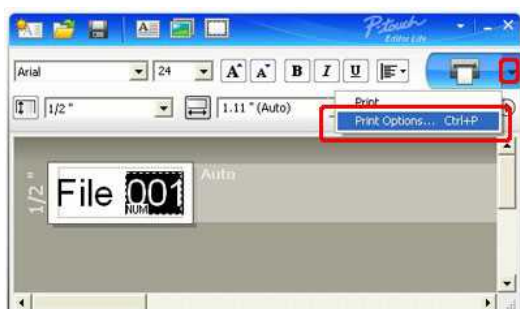 P-touch
Editor Lite
Arial
24
A A B I U
1/2 "
1.11 " (Auto)
Print
Print Options... Ctrl+P
1/2 "
Auto
File 001
NUM